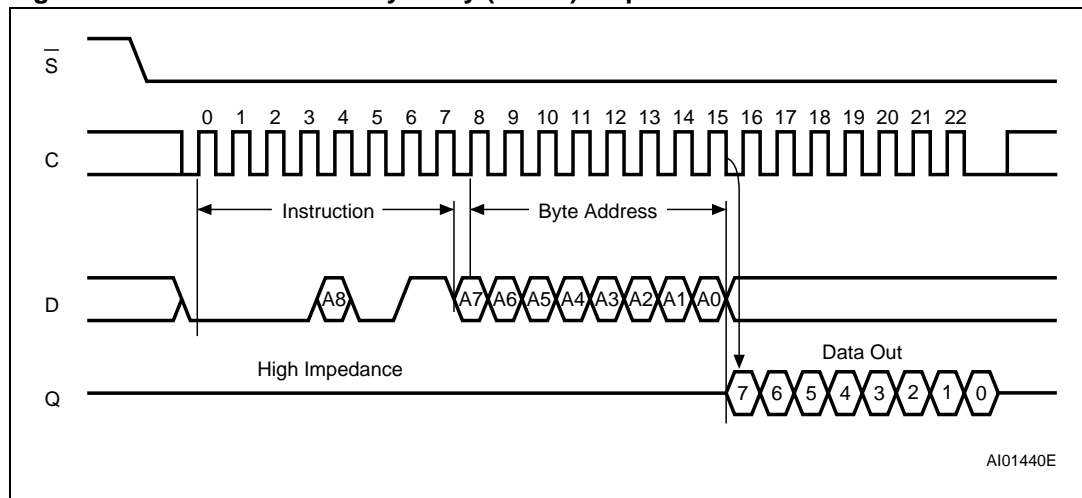 S
0 1 2 3 4 5 6 7 8 9 10 11 12 13 14 15 16 17 18 19 20 21 22
C
Instruction Byte Address
D A8 A7 A6 A5 A4 A3 A2 A1 A0
Data Out
High Impedance
Q 7 6 5 4 3 2 1 0
AI01440E